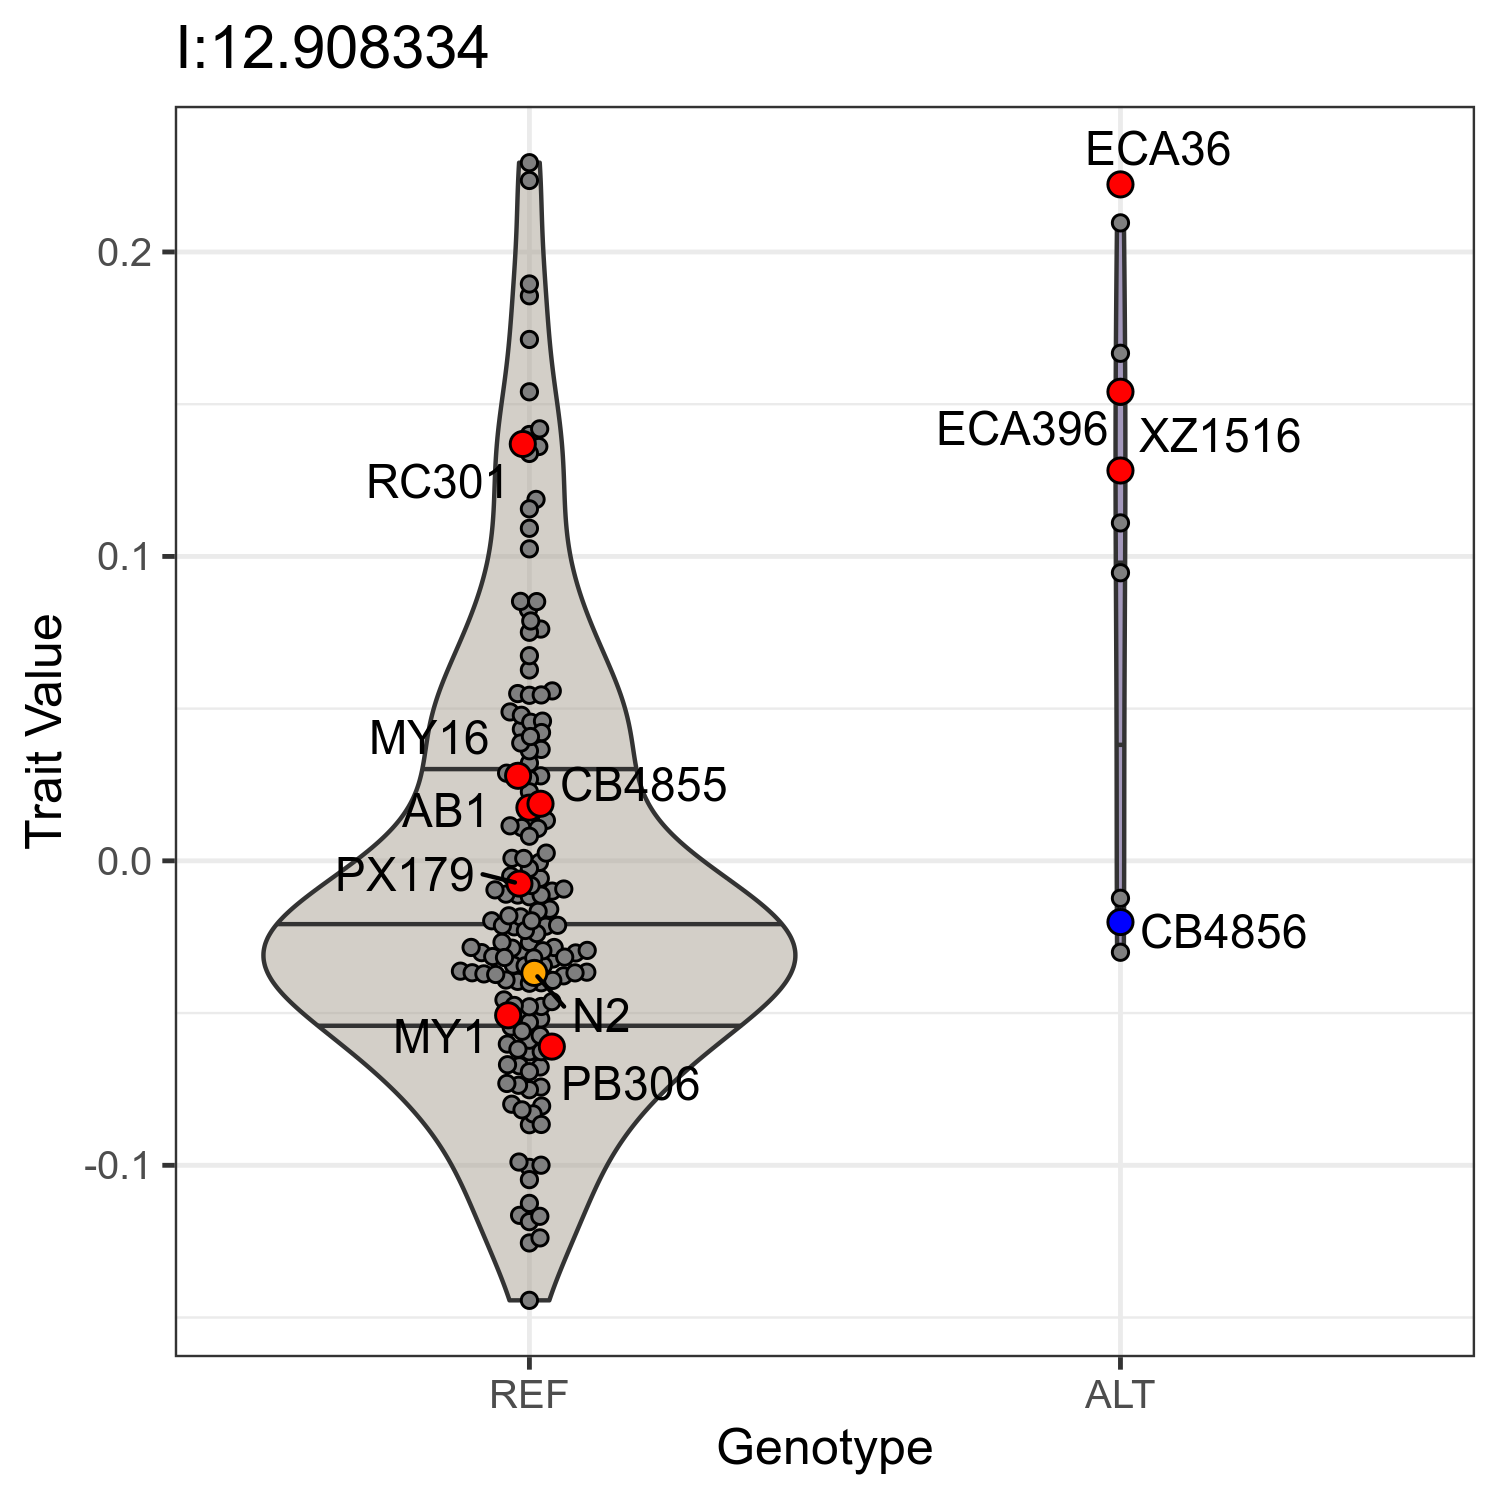 I:12.908334
ECA36
0.2
ECA396
XZ1516
RC301
0.1
MY16
CB4855
AB1
PX179
0.0
CB4856
N2
MY1
PB306
-0.1
Trait Value
REF
ALT
Genotype